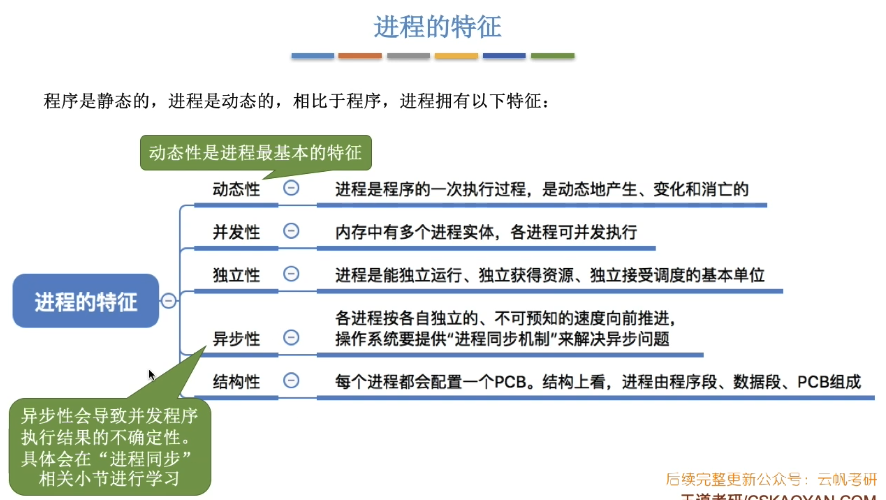 进程的特征
程序是静态的，进程是动态的，相比于程序，进程拥有以下特征：
动态性是进程最基本的特征
动态性
进程是程序的一次执行过程，是动态地产生、变化和消亡的
并发性
内存中有多个进程实体，各进程可并发执行
独立性
进程是能独立运行、独立获得资源、独立接受调度的基本单位
进程的特征
异步性
各进程按各自独立的、不可预知的速度向前推进，
操作系统要提供“进程同步机制”来解决异步问题
结构性
每个进程都会配置一个PCB。结构上看，进程由程序段、数据段、PCB组成
异步性会导致并发程序
执行结果的不确定性。
具体会在“进程同步”
相关小节进行学习
后续完整更新公众号：云帆考研
王道考研/CSKAOYAN.COM